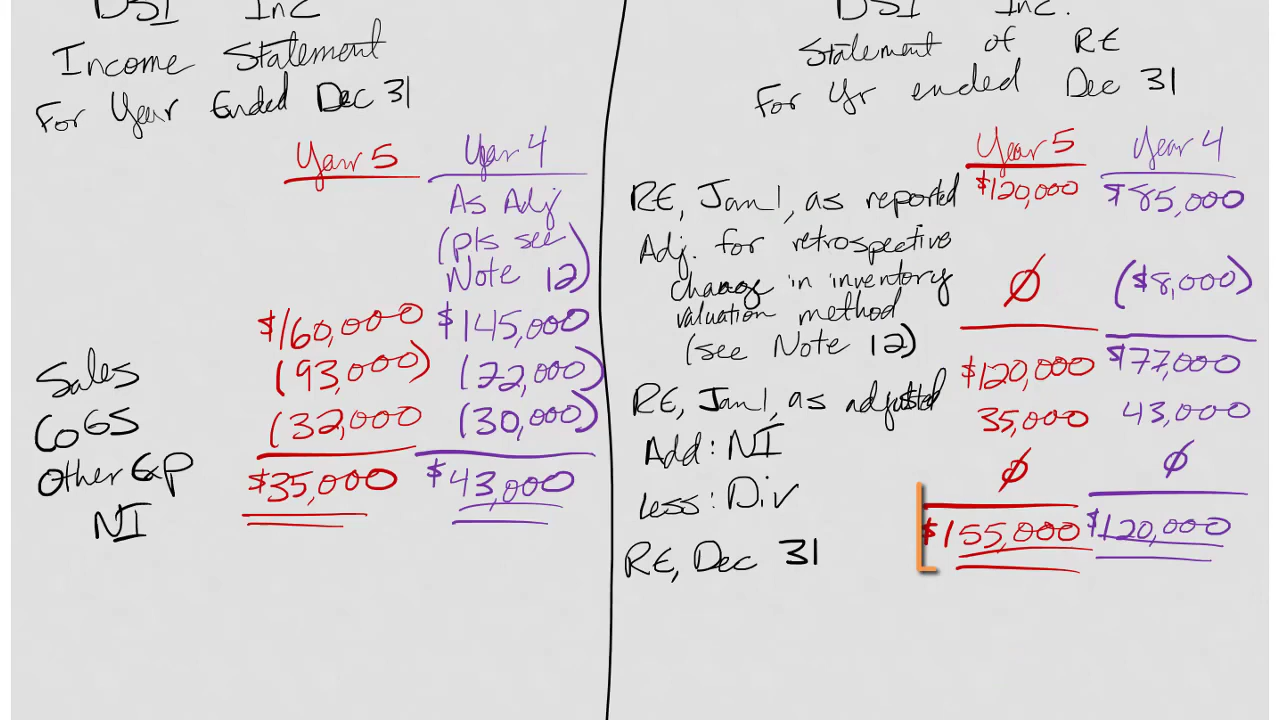 DSI Inc
Income Statement
For Year Ended Dec 31
Year 5 Year 4
As Adj
(pls see
Note 12)
$160,000 $145,000
Sales (93,000) (72,000)
CoGS (32,000 (30,000)
Other Exp $35,000 $43,000
NI
DSI Inc.
Statement of RE
For Yr ended Dec 31
Year 5 Year 4
RE, Jan 1, as reported $120,000 $85,000
Adj. for retrospective
change in inventory Ø ($8,000)
valuation method
(see Note 12) $120,000 $77,000
RE, Jan 1, as adjusted 35,000 43,000
Add: NI Ø Ø
less: Div
RE, Dec 31 $155,000 $120,000